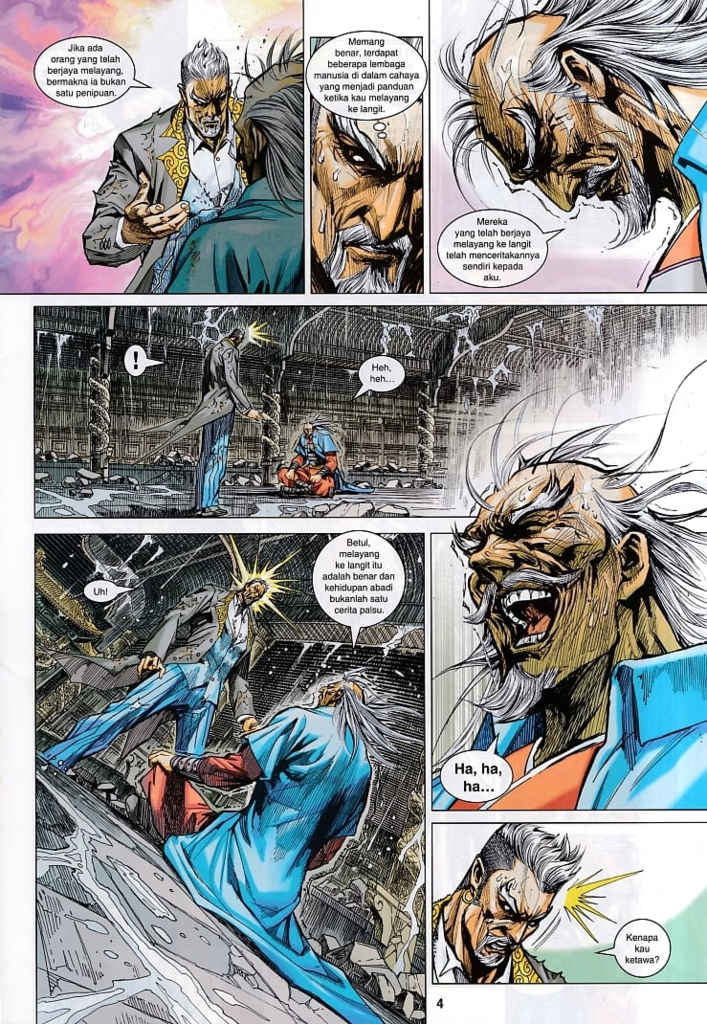 Jika ada
orang yang telah
berjaya melayang,
bermakna ia bukan
satu penipuan.
Memang
benar, terdapat
beberapa lembaga
manusia di dalam cahaya
yang menjadi panduan
ketika kau melayang
ke langit.
Mereka
yang telah berjaya
melayang ke langit
telah menceritakannya
sendiri kepada
aku.
!
Heh,
heh...
Uh!
Betul,
melayang
ke langit itu
adalah benar dan
kehidupan abadi
bukanlah satu
cerita palsu.
Ha, ha,
ha...
Kenapa
kau
ketawa?
4